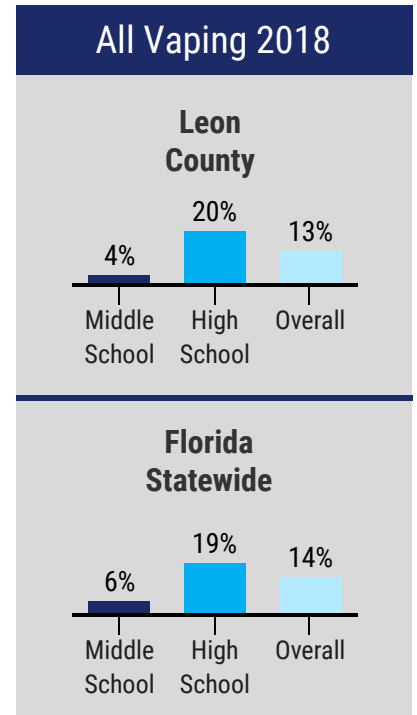 All Vaping 2018
Leon
County
4%
20%
13%
Middle
School
High
School
Overall
Florida
Statewide
6%
19%
14%
Middle
School
High
School
Overall